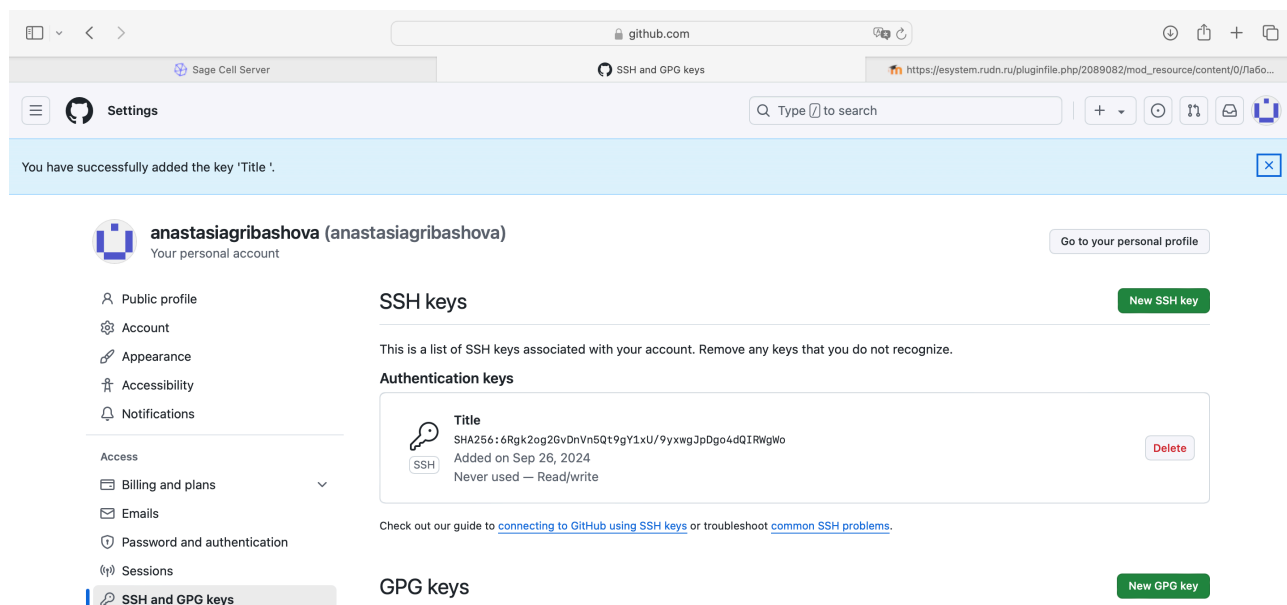 github.com
Sage Cell Server
SSH and GPG keys
https://esystem.rudn.ru/pluginfile.php/2089082/mod_resource/content/0/Лабо...
Settings
Type / to search
You have successfully added the key 'Title '.
anastasiagribashova (anastasiagribashova)
Your personal account
Go to your personal profile
Public profile
Account
Appearance
Accessibility
Notifications
Access
Billing and plans
Emails
Password and authentication
Sessions
SSH and GPG keys
SSH keys
New SSH key
This is a list of SSH keys associated with your account. Remove any keys that you do not recognize.
Authentication keys
Title
SHA256:6Rgk2og2GvDnVn5Qt9gY1xU/9yxwgJpDgo4dQIRWgWo
SSH
Added on Sep 26, 2024
Never used — Read/write
Delete
Check out our guide to connecting to GitHub using SSH keys or troubleshoot common SSH problems.
GPG keys
New GPG key